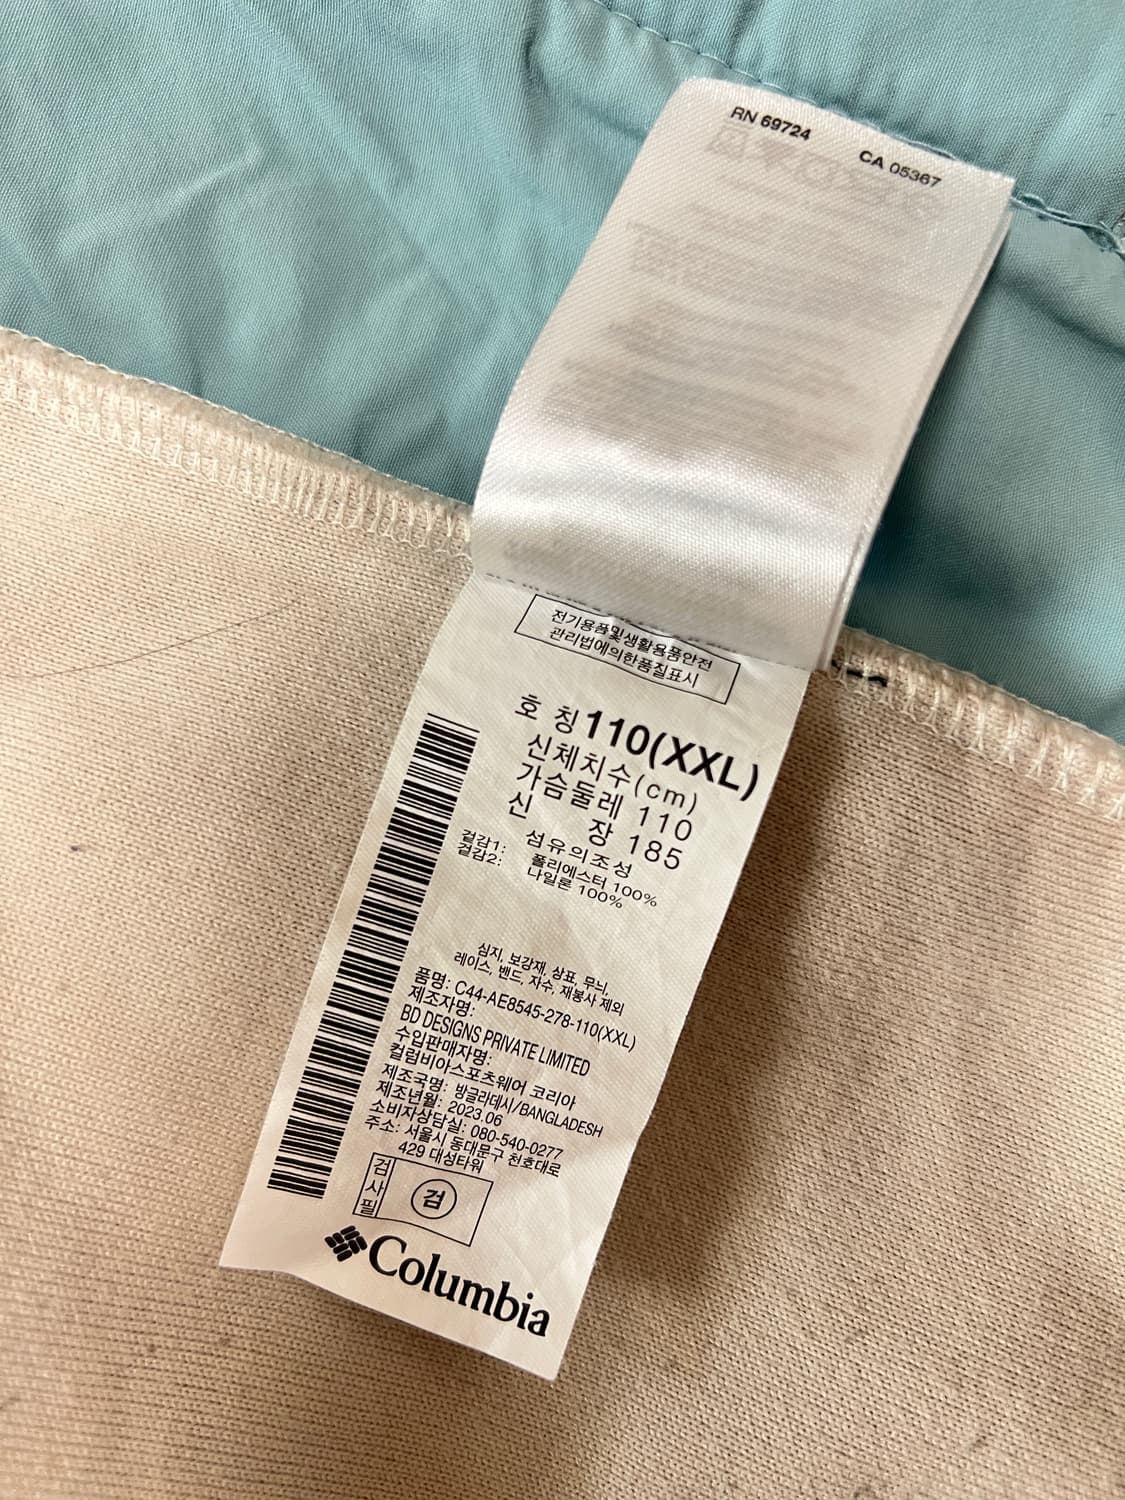 RN 69724
CA 05367
전기용품및생활용품안전
관리법에의한품질표시
호 칭 110(XXL)
신체치수(cm)
가슴둘레 110
신 장 185
섬유의조성
겉감1: 폴리에스터 100%
겉감2: 나일론 100%
심지, 보강재, 상표, 무늬,
레이스, 밴드, 자수, 재봉사 제외
품명: C44-AE8545-278-110(XXL)
제조자명:
BD DESIGNS PRIVATE LIMITED
수입판매자명:
컬럼비아스포츠웨어 코리아
제조국명: 방글라데시/BANGLADESH
제조년월: 2023.06
소비자상담실: 080-540-0277
주소: 서울시 동대문구 천호대로
429 대성타워
검사필
검
Columbia